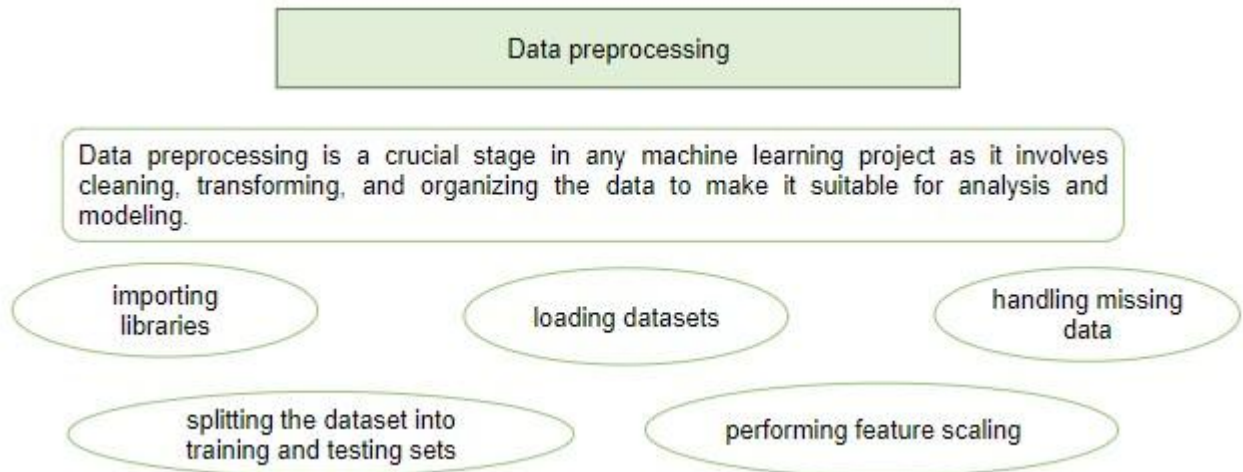 Data preprocessing
Data preprocessing is a crucial stage in any machine learning project as it involves
cleaning, transforming, and organizing the data to make it suitable for analysis and
modeling.
importing
libraries
loading datasets
handling missing
data
splitting the dataset into
training and testing sets
performing feature scaling